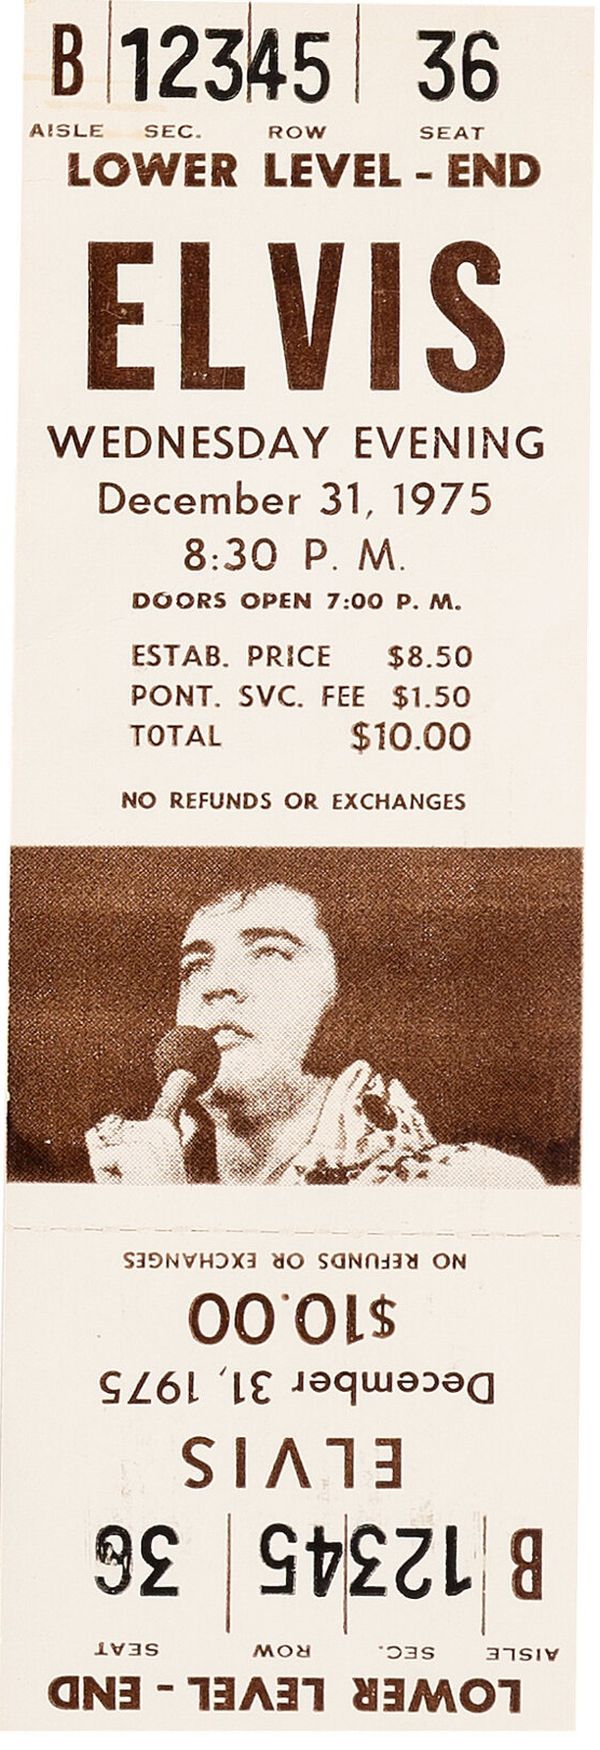 B 12345 36
AISLE SEC. ROW SEAT
LOWER LEVEL - END
ELVIS
WEDNESDAY EVENING
December 31, 1975
8:30 P. M.
DOORS OPEN 7:00 P. M.
ESTAB. PRICE $8.50
PONT. SVC. FEE $1.50
TOTAL $10.00
NO REFUNDS OR EXCHANGES
LOWER LEVEL - END
AISLE SEC. ROW SEAT
B 12345 36
ELVIS
December 31, 1975
$10.00
NO REFUNDS OR EXCHANGES